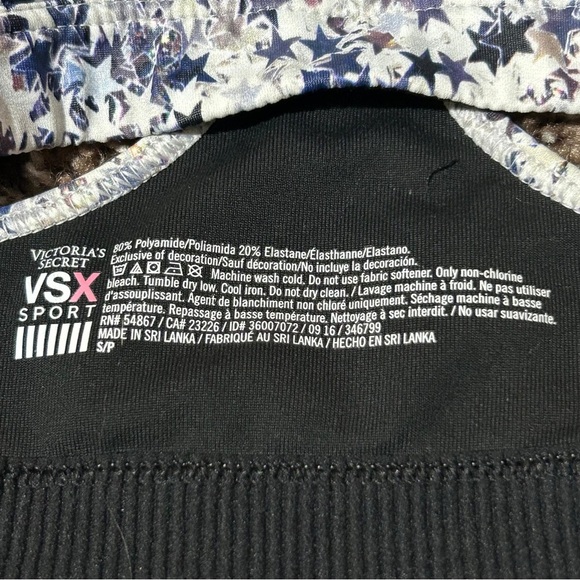 VICTORIA'S
SECRET
VSX
SPORT
80% Polyamide/Poliamida 20% Elastane/Élasthanne/Elastano.
Exclusive of decoration/Sauf décoration/No incluye la decoración.
Machine wash cold. Do not use fabric softener. Only non-chlorine
bleach. Tumble dry low. Cool iron. Do not dry clean. / Lavage machine à froid. Ne pas utiliser
d'assouplissant. Agent de blanchiment non chloré uniquement. Séchage machine à basse
température. Repassage à basse température. Nettoyage à sec interdit. / No usar suavizante.
RN# 54867 / CA# 23226 / ID# 36007072 / 09 16 / 346799
MADE IN SRI LANKA / FABRIQUÉ AU SRI LANKA / HECHO EN SRI LANKA
S/P